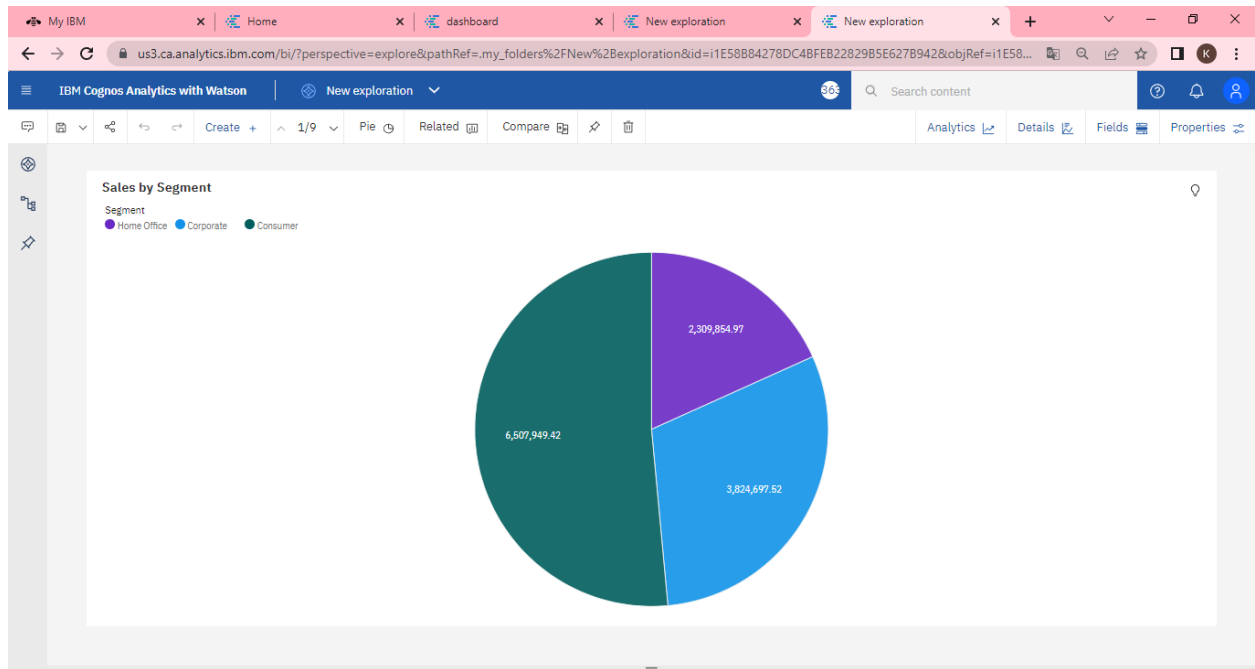 My IBM
Home
dashboard
New exploration
New exploration
us3.ca.analytics.ibm.com/bi/?perspective=explore&pathRef=.my_folders%2FNew%2Bexploration&id=i1E58B84278DC4BFEB22829B5E627B942&objRef=i1E58...
K
IBM Cognos Analytics with Watson
New exploration
363
Search content
Create +
1/9
Pie
Related
Compare
Analytics
Details
Fields
Properties
Sales by Segment
Segment
Home Office
Corporate
Consumer
2,309,854.97
6,507,949.42
3,824,697.52